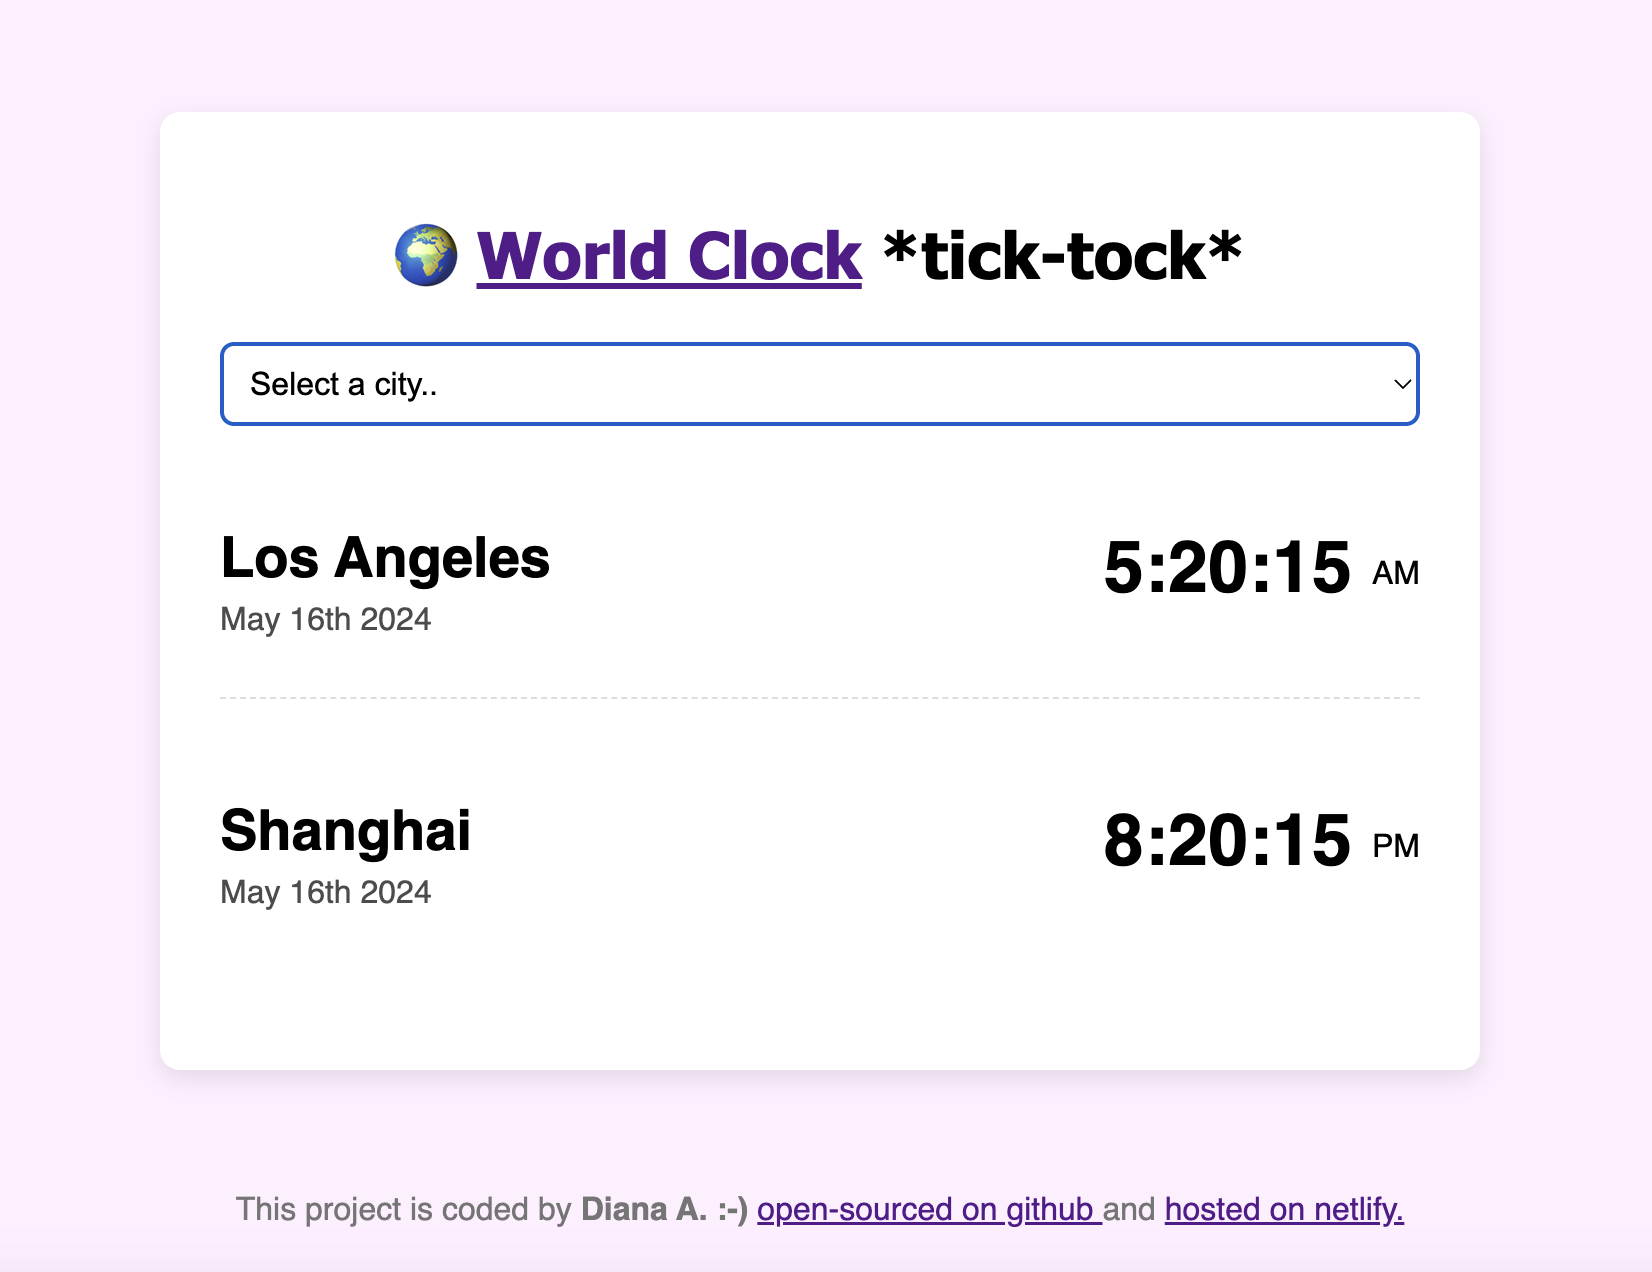 🌍 World Clock *tick-tock*
Select a city..
Los Angeles
May 16th 2024
5:20:15 AM
Shanghai
May 16th 2024
8:20:15 PM
This project is coded by Diana A. :-) open-sourced on github and hosted on netlify.